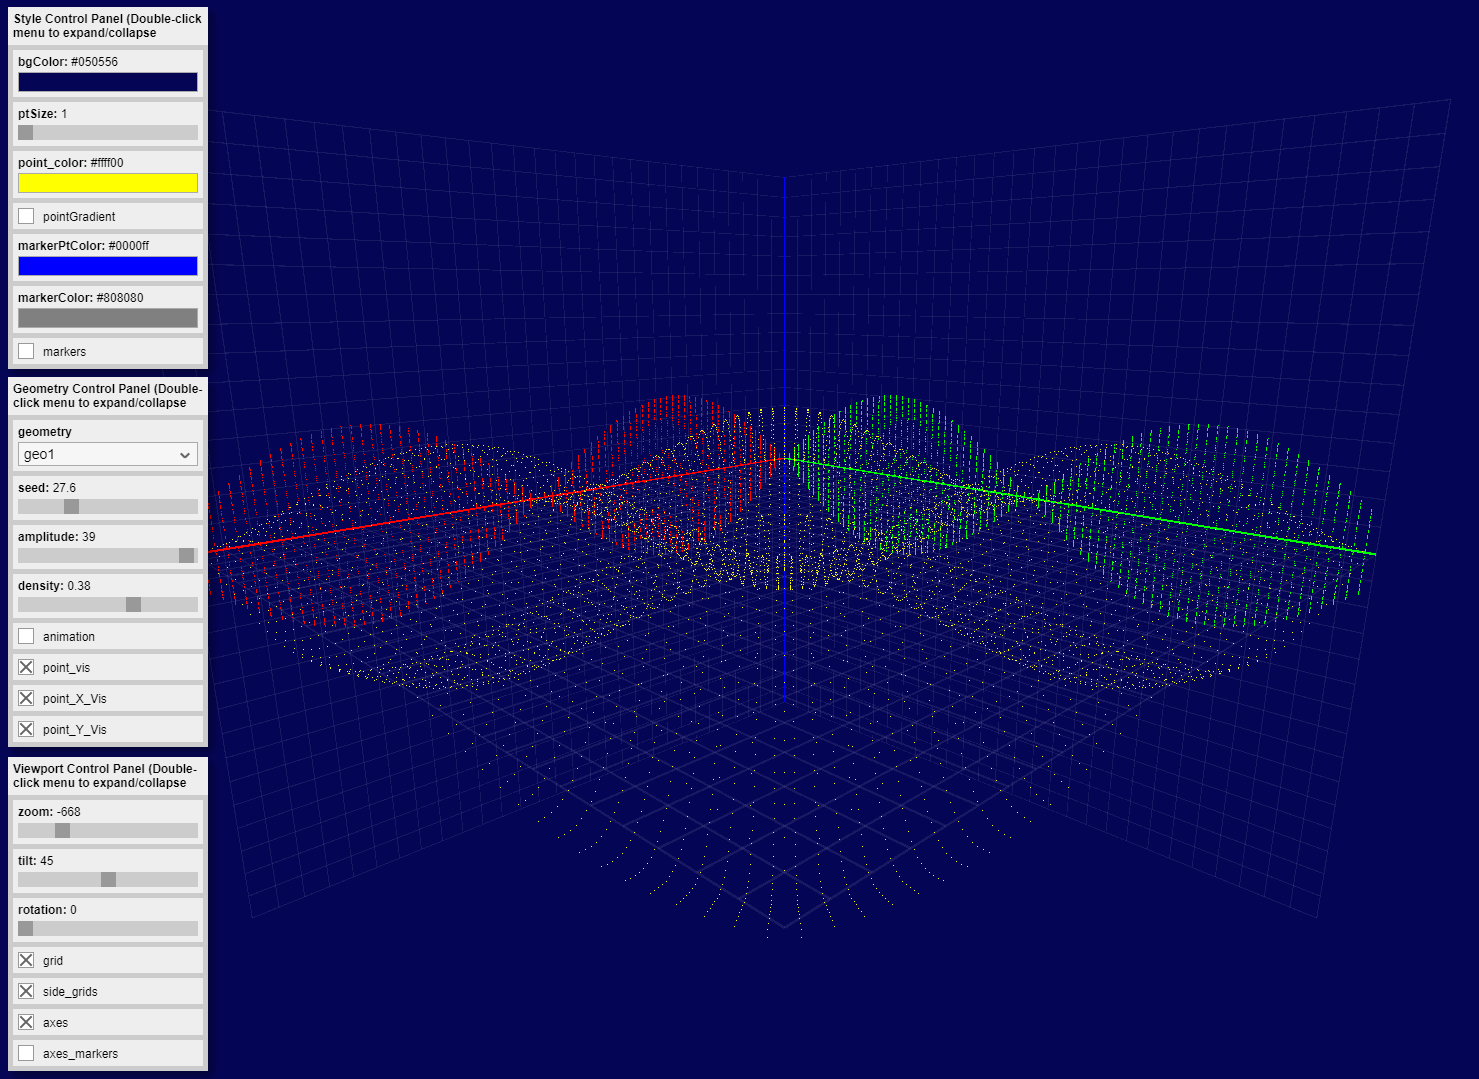 Style Control Panel (Double-click
menu to expand/collapse
bgColor: #050556
ptSize: 1
point_color: #ffff00
pointGradient
markerPtColor: #0000ff
markerColor: #808080
markers
Geometry Control Panel (Double-
click menu to expand/collapse
geometry
geo1
seed: 27.6
amplitude: 39
density: 0.38
animation
point_vis
point_X_Vis
point_Y_Vis
Viewport Control Panel (Double-
click menu to expand/collapse
zoom: -668
tilt: 45
rotation: 0
grid
side_grids
axes
axes_markers